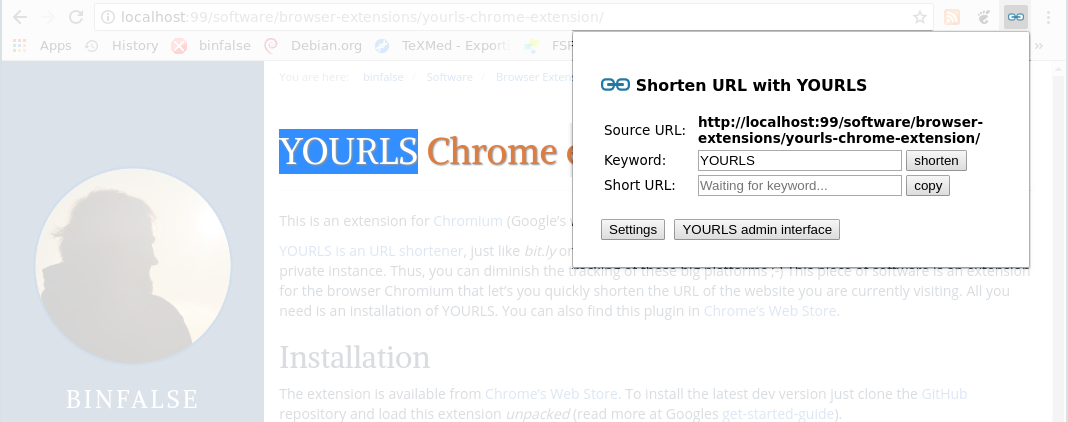 localhost:99/software/browser-extensions/yourls-chrome-extension/
Apps History binfalse Debian.org TeXMed - Export »
You are here: binfalse / Software / Browser
Shorten URL with YOURLS
Source URL: http://localhost:99/software/browser-
extensions/yourls-chrome-extension/
Keyword: YOURLS shorten
Short URL: Waiting for keyword... copy
Settings YOURLS admin interface
YOURLS Chrome
This is an extension for Chromium (Google's
YOURLS is an URL shortener, just like bit.ly or
private instance. Thus, you can diminish the tracking of these big platforms ;-) This piece of software is an extension
for the browser Chromium that let's you quickly shorten the URL of the website you are currently visiting. All you
need is an installation of YOURLS. You can also find this plugin in Chrome's Web Store.
Installation
The extension is available from Chrome's Web Store. To install the latest dev version just clone the GitHub
repository and load this extension unpacked (read more at Googles get-started-guide).
BINFALSE